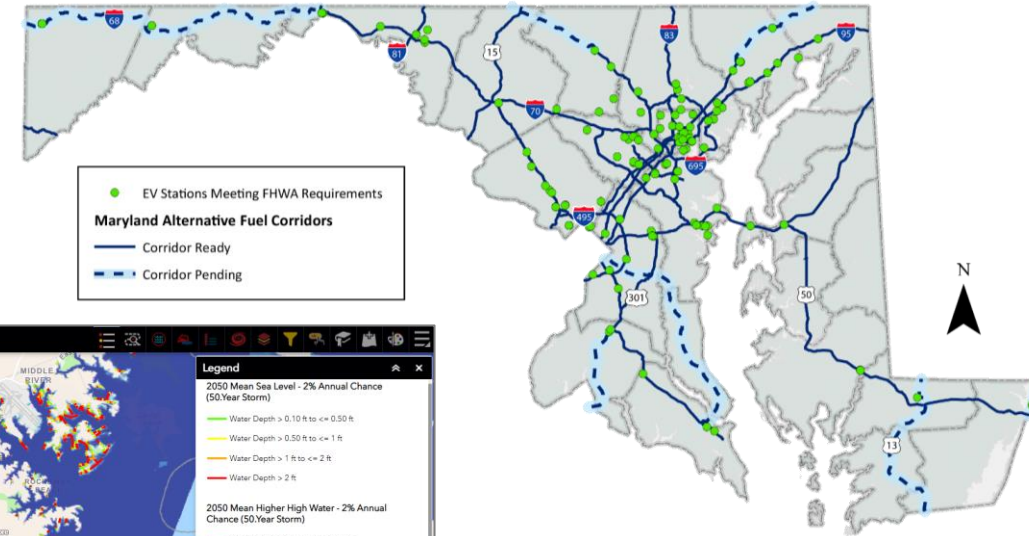 68
81
15
83
95
70
695
495
301
50
13
N
EV Stations Meeting FHWA Requirements
Maryland Alternative Fuel Corridors
Corridor Ready
Corridor Pending
MIDDLE
RIVER
Legend
2050 Mean Sea Level - 2% Annual Chance
(50.Year Storm)
Water Depth > 0.10 ft to <= 0.50 ft
Water Depth > 0.50 ft to <= 1 ft
Water Depth > 1 ft to <= 2 ft
Water Depth > 2 ft
2050 Mean Higher High Water - 2% Annual
Chance (50.Year Storm)